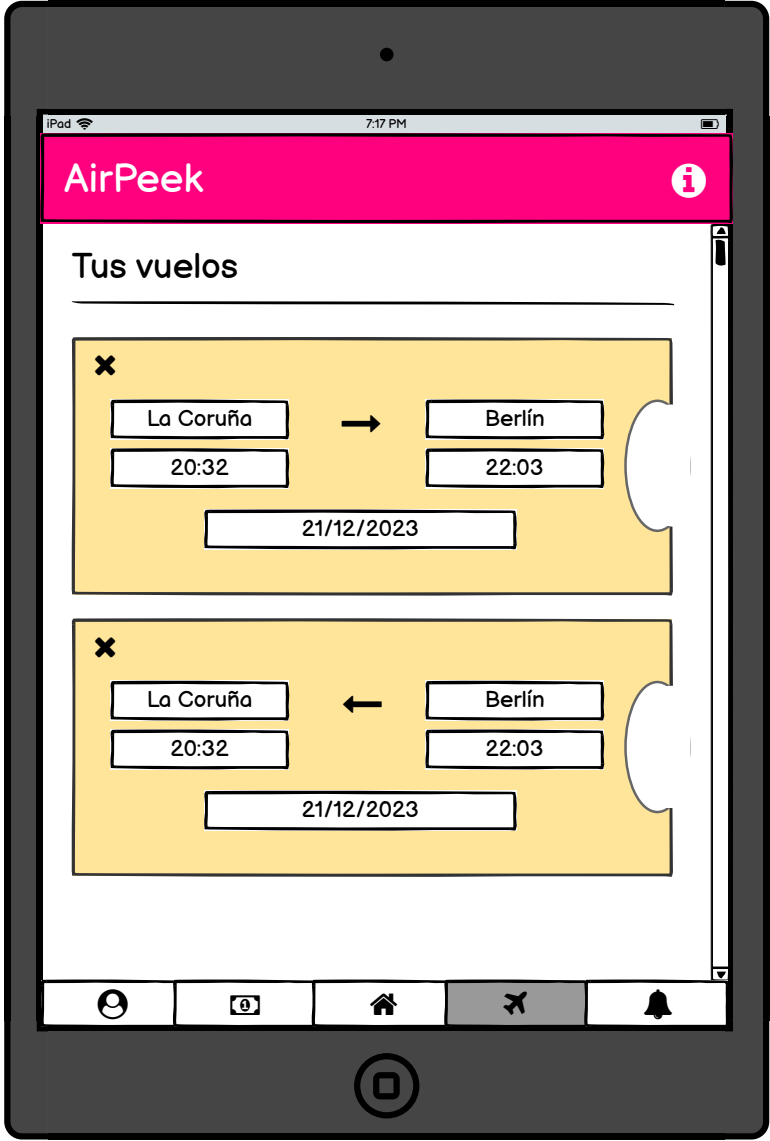 iPad 7:17 PM
AirPeek
Tus vuelos
La Coruña Berlín
20:32 22:03
21/12/2023
La Coruña Berlín
20:32 22:03
21/12/2023